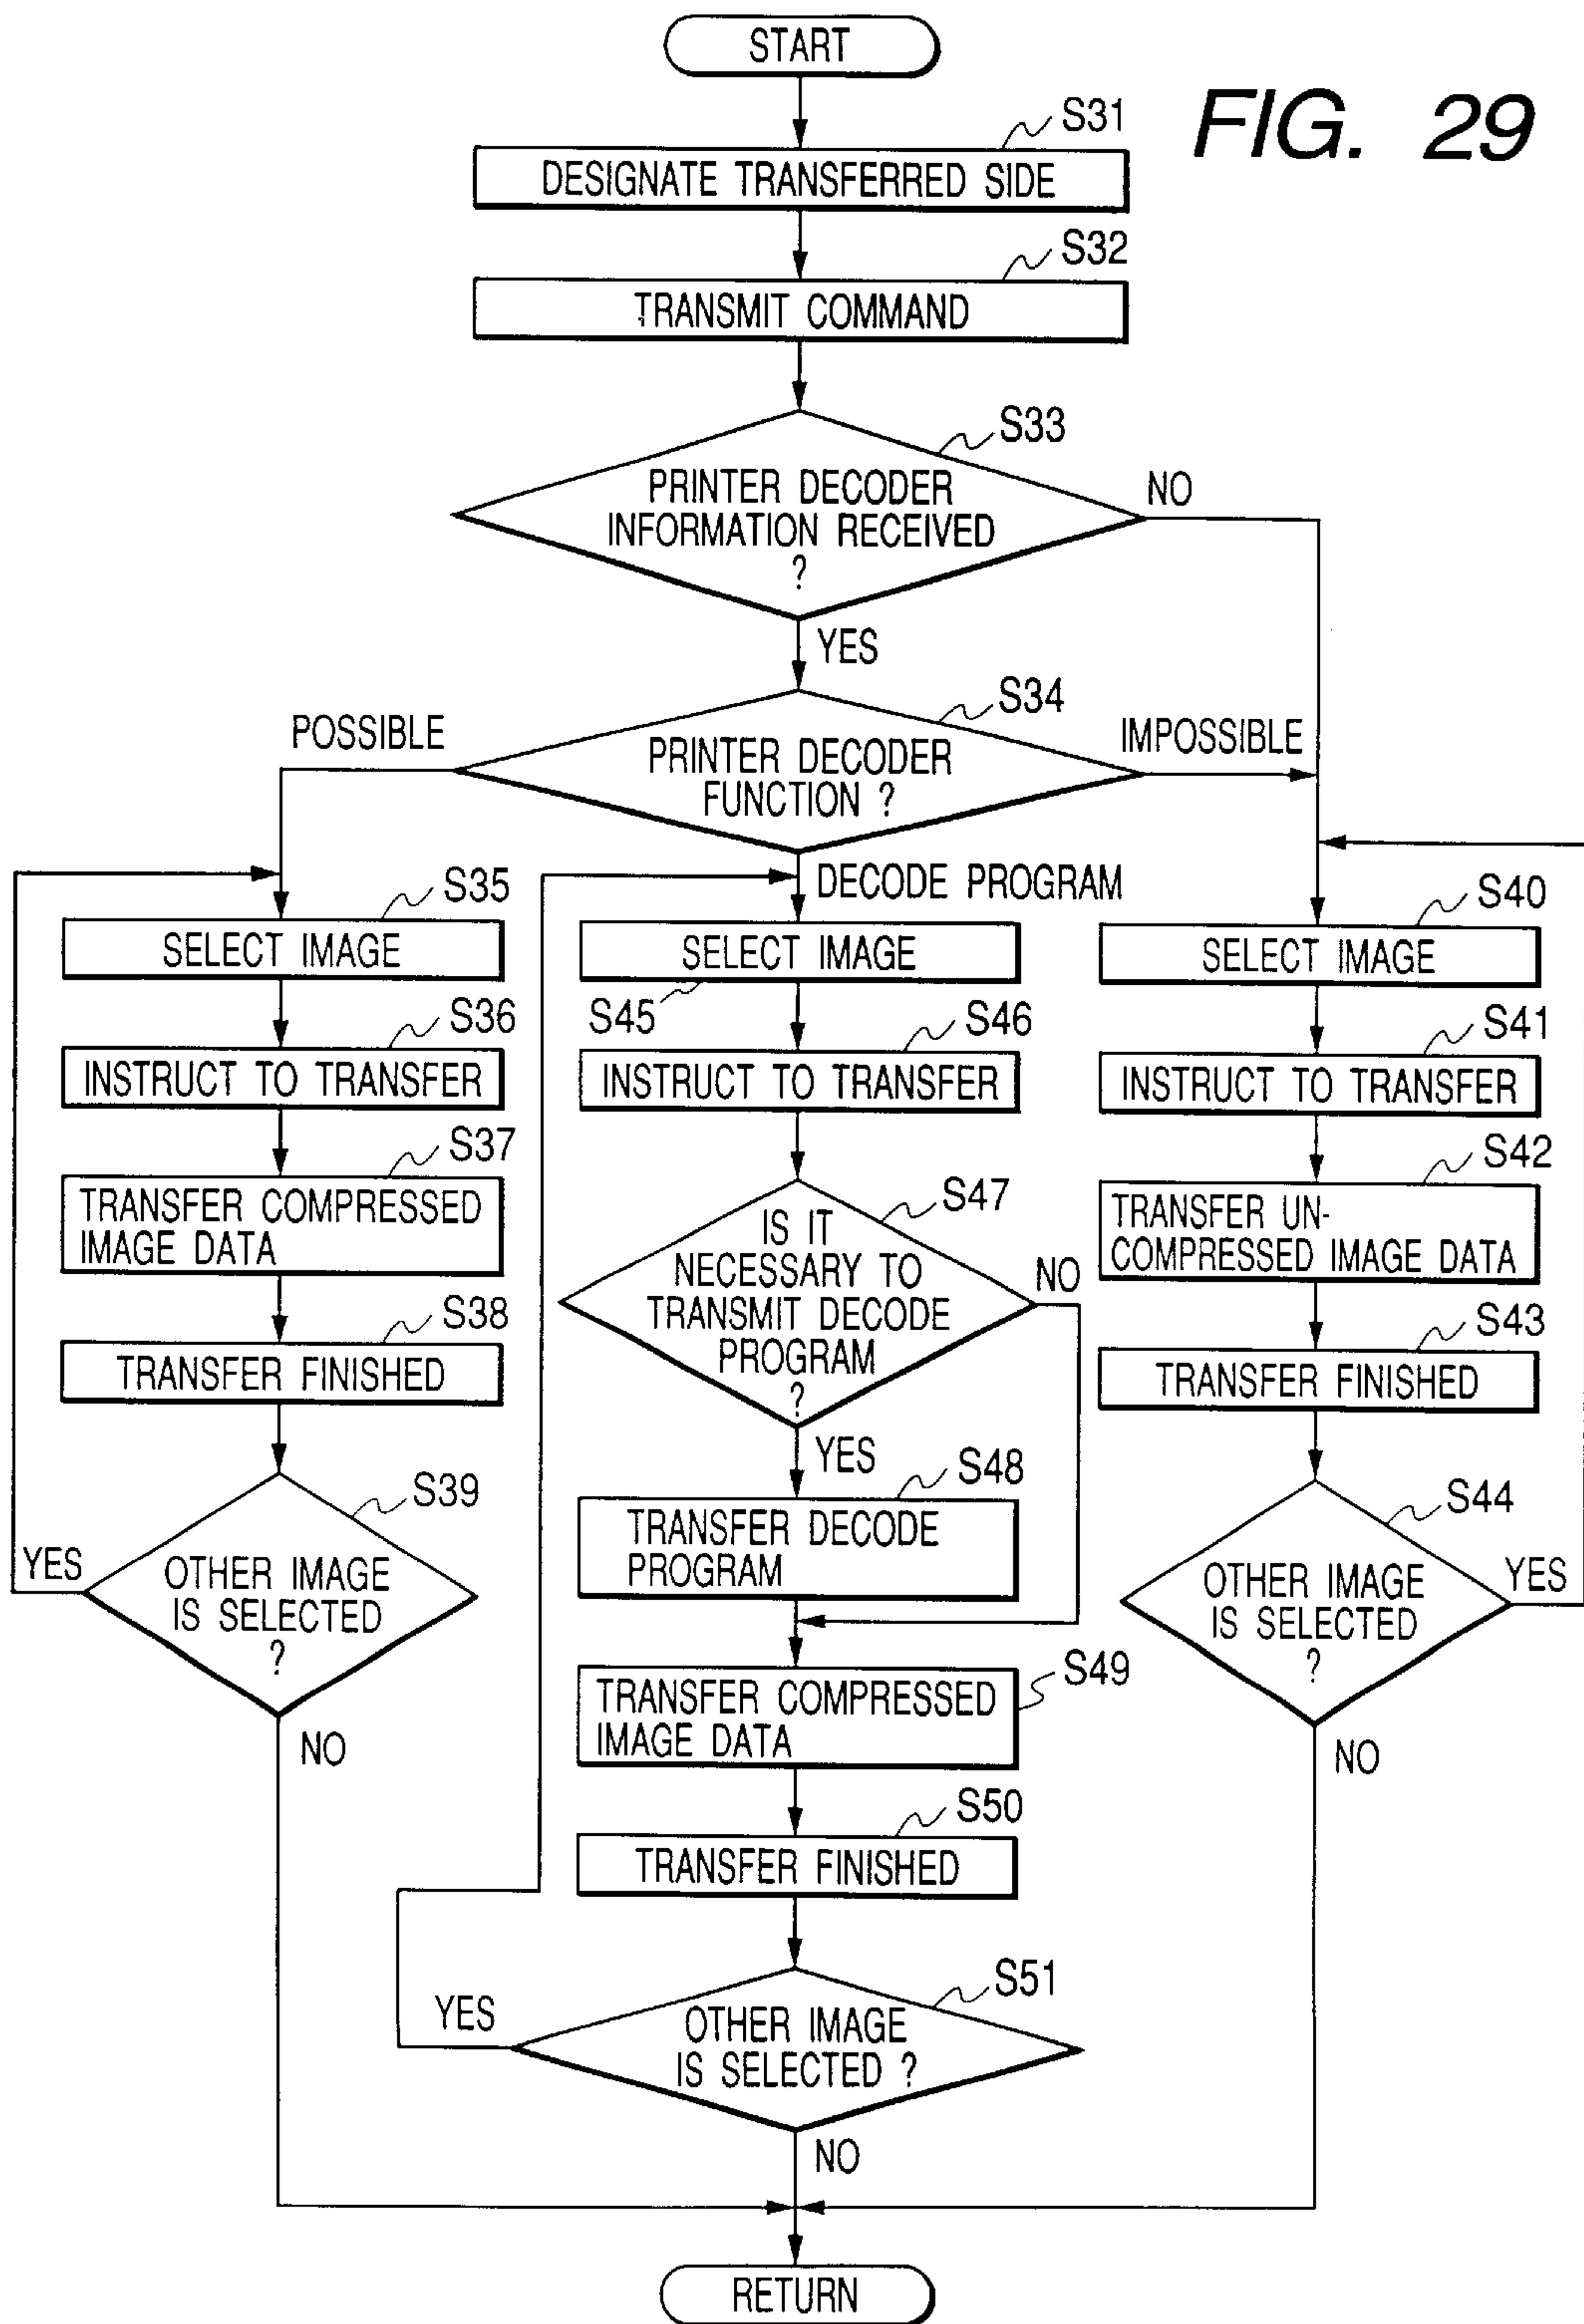 START
FIG. 29
S31
DESIGNATE TRANSFERRED SIDE
S32
TRANSMIT COMMAND
S33
PRINTER DECODER
INFORMATION RECEIVED
?
NO
YES
S34
POSSIBLE
IMPOSSIBLE
PRINTER DECODER
FUNCTION ?
DECODE PROGRAM
S35
SELECT IMAGE
S36
INSTRUCT TO TRANSFER
S37
TRANSFER COMPRESSED
IMAGE DATA
S38
TRANSFER FINISHED
S39
YES
OTHER IMAGE
IS SELECTED
?
NO
SELECT IMAGE
S45
S46
INSTRUCT TO TRANSFER
S47
IS IT
NECESSARY TO
TRANSMIT DECODE
PROGRAM
?
NO
YES
S48
TRANSFER DECODE
PROGRAM
S49
TRANSFER COMPRESSED
IMAGE DATA
S50
TRANSFER FINISHED
S51
YES
OTHER IMAGE
IS SELECTED ?
NO
S40
SELECT IMAGE
S41
INSTRUCT TO TRANSFER
S42
TRANSFER UN-
COMPRESSED IMAGE DATA
S43
TRANSFER FINISHED
S44
OTHER IMAGE
IS SELECTED
?
YES
NO
RETURN